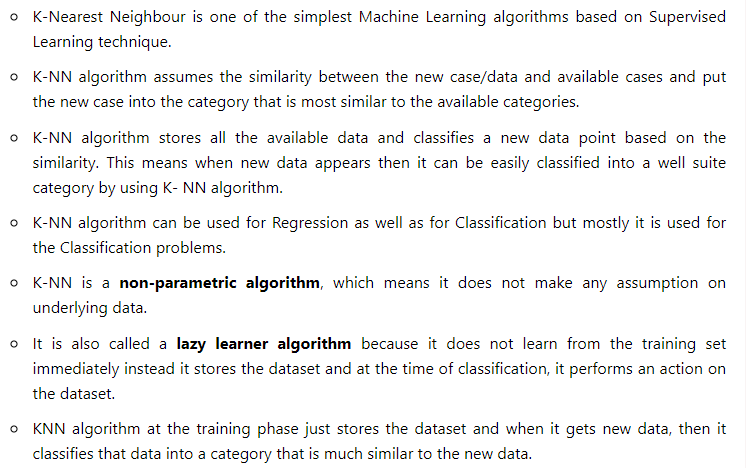 K-Nearest Neighbour is one of the simplest Machine Learning algorithms based on Supervised
Learning technique.
K-NN algorithm assumes the similarity between the new case/data and available cases and put
the new case into the category that is most similar to the available categories.
K-NN algorithm stores all the available data and classifies a new data point based on the
similarity. This means when new data appears then it can be easily classified into a well suite
category by using K- NN algorithm.
K-NN algorithm can be used for Regression as well as for Classification but mostly it is used for
the Classification problems.
K-NN is a non-parametric algorithm, which means it does not make any assumption on
underlying data.
It is also called a lazy learner algorithm because it does not learn from the training set
immediately instead it stores the dataset and at the time of classification, it performs an action on
the dataset.
KNN algorithm at the training phase just stores the dataset and when it gets new data, then it
classifies that data into a category that is much similar to the new data.